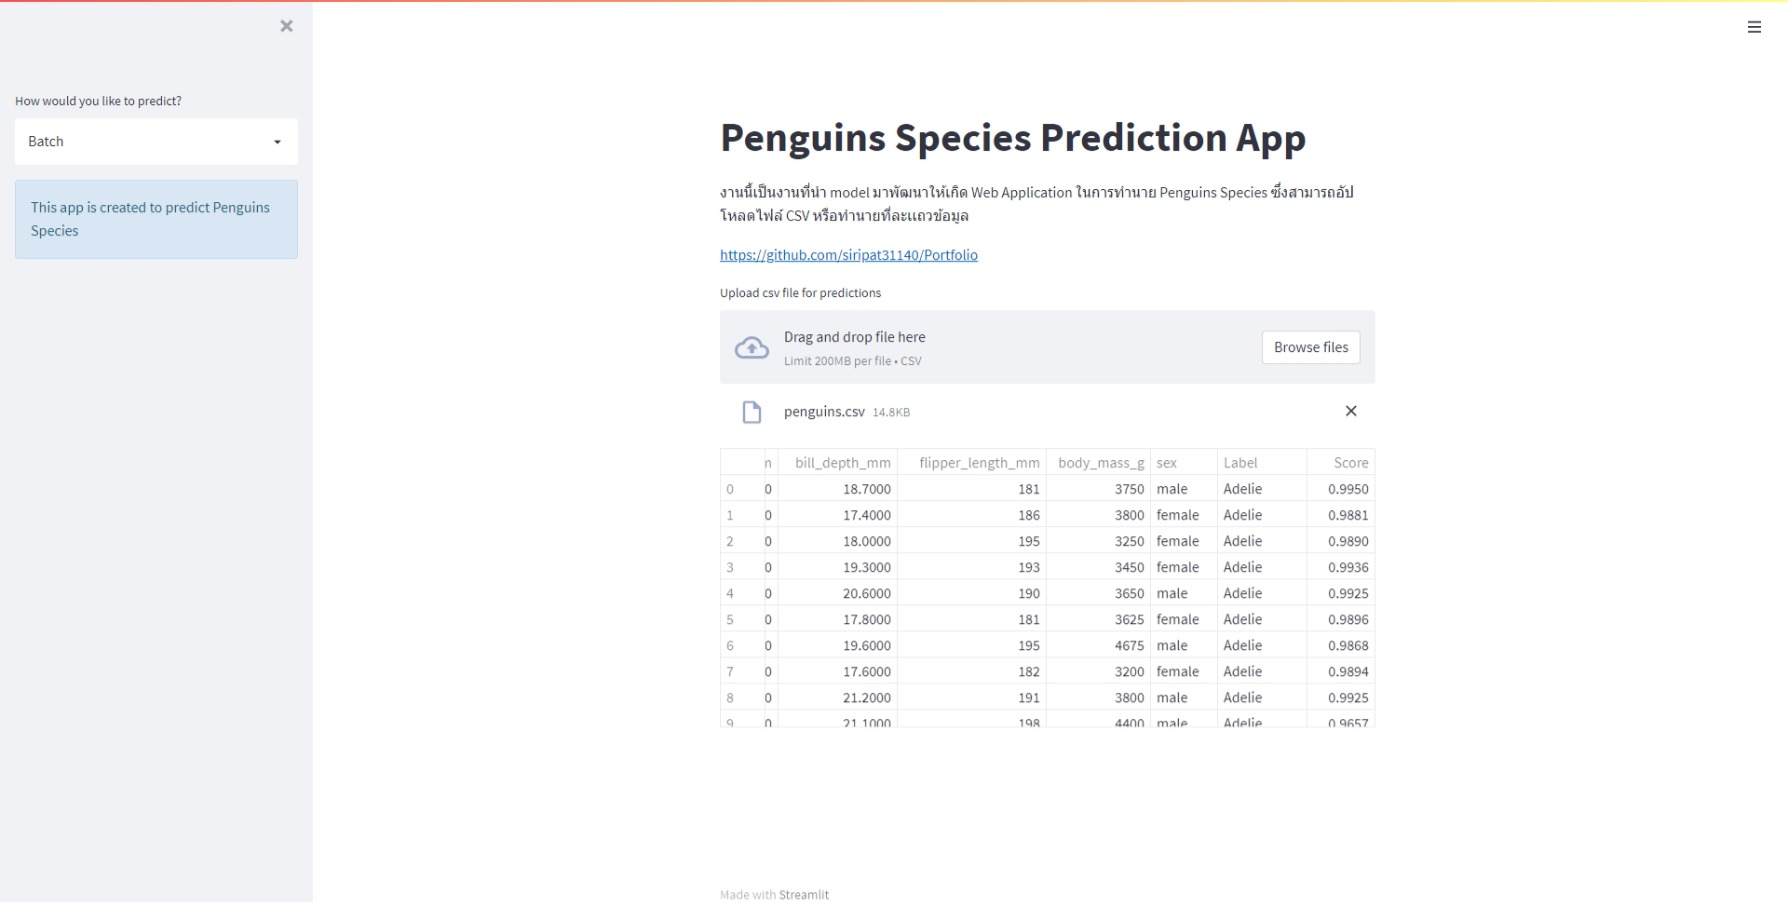 ×
How would you like to predict?
Batch
This app is created to predict Penguins
Species
Penguins Species Prediction App
งานนี้เป็นงานที่นำ model มาพัฒนาให้เกิด Web Application ในการทำนาย Penguins Species ซึ่งสามารถอัป
โหลดไฟล์ CSV หรือทำนายที่ละแถวข้อมูล
https://github.com/siripat31140/Portfolio
Upload csv file for predictions
Drag and drop file here
Limit 200MB per file • CSV
Browse files
penguins.csv 14.8KB
n bill_depth_mm flipper_length_mm body_mass_g sex Label Score
0 0 18.7000 181 3750 male Adelie 0.9950
1 0 17.4000 186 3800 female Adelie 0.9881
2 0 18.0000 195 3250 female Adelie 0.9890
3 0 19.3000 193 3450 female Adelie 0.9936
4 0 20.6000 190 3650 male Adelie 0.9925
5 0 17.8000 181 3625 female Adelie 0.9896
6 0 19.6000 195 4675 male Adelie 0.9868
7 0 17.6000 182 3200 female Adelie 0.9894
8 0 21.2000 191 3800 male Adelie 0.9925
9 0 21.1000 198 4400 male Adelie 0.9657
Made with Streamlit